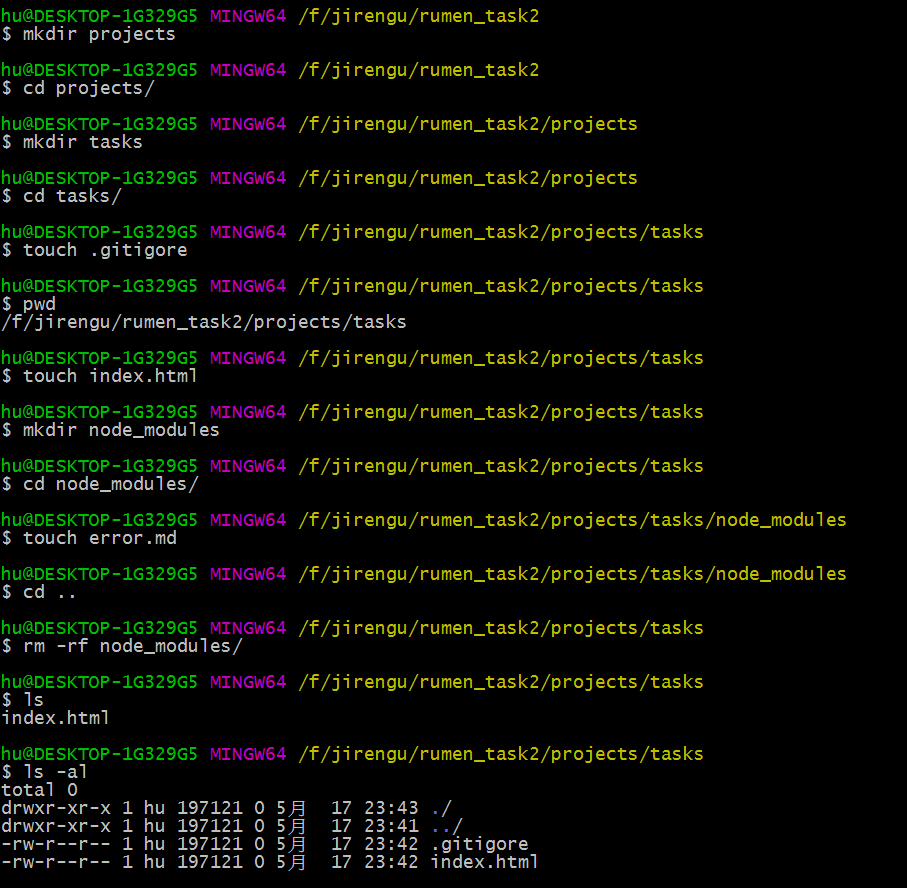 hu@DESKTOP-1G329G5 MINGW64 /f/jirengu/rumen_task2
$ mkdir projects
hu@DESKTOP-1G329G5 MINGW64 /f/jirengu/rumen_task2
$ cd projects/
hu@DESKTOP-1G329G5 MINGW64 /f/jirengu/rumen_task2/projects
$ mkdir tasks
hu@DESKTOP-1G329G5 MINGW64 /f/jirengu/rumen_task2/projects
$ cd tasks/
hu@DESKTOP-1G329G5 MINGW64 /f/jirengu/rumen_task2/projects/tasks
$ touch .gitigore
hu@DESKTOP-1G329G5 MINGW64 /f/jirengu/rumen_task2/projects/tasks
$ pwd
/f/jirengu/rumen_task2/projects/tasks
hu@DESKTOP-1G329G5 MINGW64 /f/jirengu/rumen_task2/projects/tasks
$ touch index.html
hu@DESKTOP-1G329G5 MINGW64 /f/jirengu/rumen_task2/projects/tasks
$ mkdir node_modules
hu@DESKTOP-1G329G5 MINGW64 /f/jirengu/rumen_task2/projects/tasks
$ cd node_modules/
hu@DESKTOP-1G329G5 MINGW64 /f/jirengu/rumen_task2/projects/tasks/node_modules
$ touch error.md
hu@DESKTOP-1G329G5 MINGW64 /f/jirengu/rumen_task2/projects/tasks/node_modules
$ cd ..
hu@DESKTOP-1G329G5 MINGW64 /f/jirengu/rumen_task2/projects/tasks
$ rm -rf node_modules/
hu@DESKTOP-1G329G5 MINGW64 /f/jirengu/rumen_task2/projects/tasks
$ ls
index.html
hu@DESKTOP-1G329G5 MINGW64 /f/jirengu/rumen_task2/projects/tasks
$ ls -al
total 0
drwxr-xr-x 1 hu 197121 0 5月  17 23:43 ./
drwxr-xr-x 1 hu 197121 0 5月  17 23:41 ../
-rw-r--r-- 1 hu 197121 0 5月  17 23:42 .gitigore
-rw-r--r-- 1 hu 197121 0 5月  17 23:42 index.html